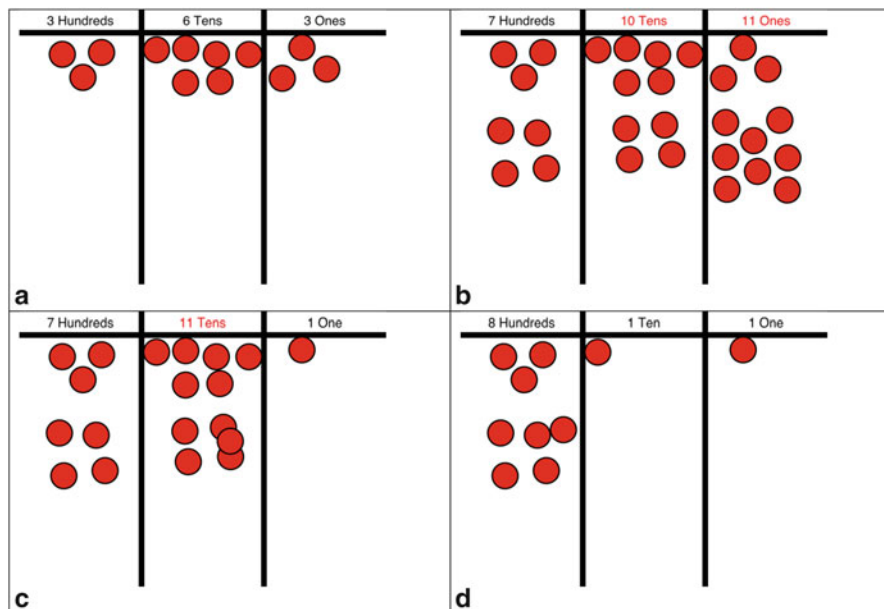 3 Hundreds 6 Tens 3 Ones
a
7 Hundreds 10 Tens 11 Ones
b
7 Hundreds 11 Tens 1 One
c
8 Hundreds 1 Ten 1 One
d